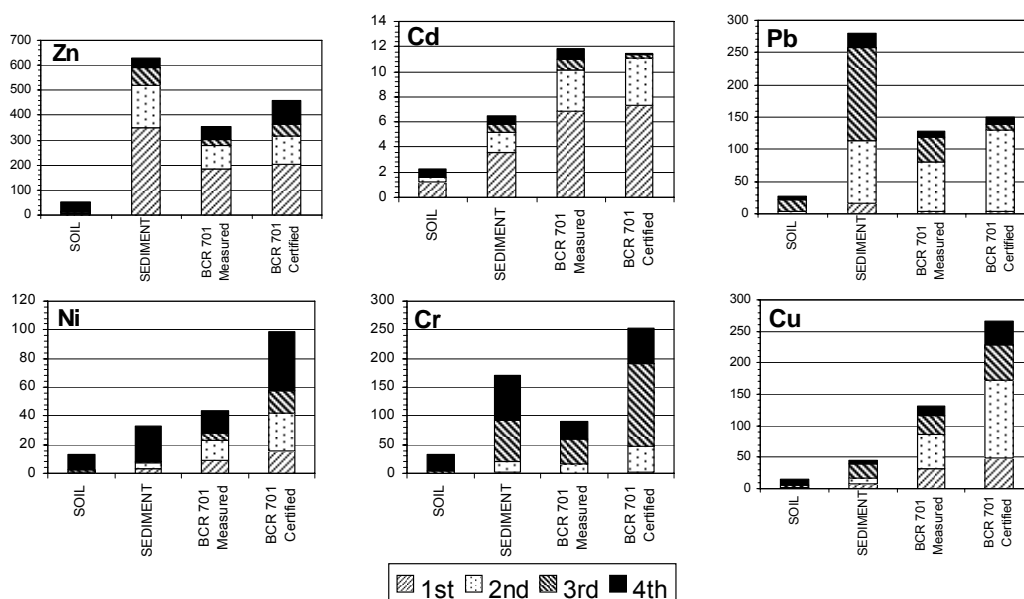 Zn
700
600
500
400
300
200
100
0
SOIL
SEDIMENT
BCR 701
Measured
BCR 701
Certified
Cd
14
12
10
8
6
4
2
0
SOIL
SEDIMENT
BCR 701
Measured
BCR 701
Certified
Pb
300
250
200
150
100
50
0
SOIL
SEDIMENT
BCR 701
Measured
BCR 701
Certified
Ni
120
100
80
60
40
20
0
SOIL
SEDIMENT
BCR 701
Measured
BCR 701
Certified
Cr
300
250
200
150
100
50
0
SOIL
SEDIMENT
BCR 701
Measured
BCR 701
Certified
Cu
300
250
200
150
100
50
0
SOIL
SEDIMENT
BCR 701
Measured
BCR 701
Certified
1st 2nd 3rd 4th